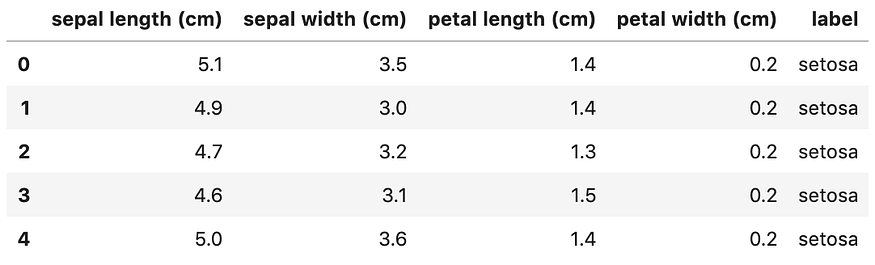 sepal length (cm) sepal width (cm) petal length (cm) petal width (cm) label
0 5.1 3.5 1.4 0.2 setosa
1 4.9 3.0 1.4 0.2 setosa
2 4.7 3.2 1.3 0.2 setosa
3 4.6 3.1 1.5 0.2 setosa
4 5.0 3.6 1.4 0.2 setosa